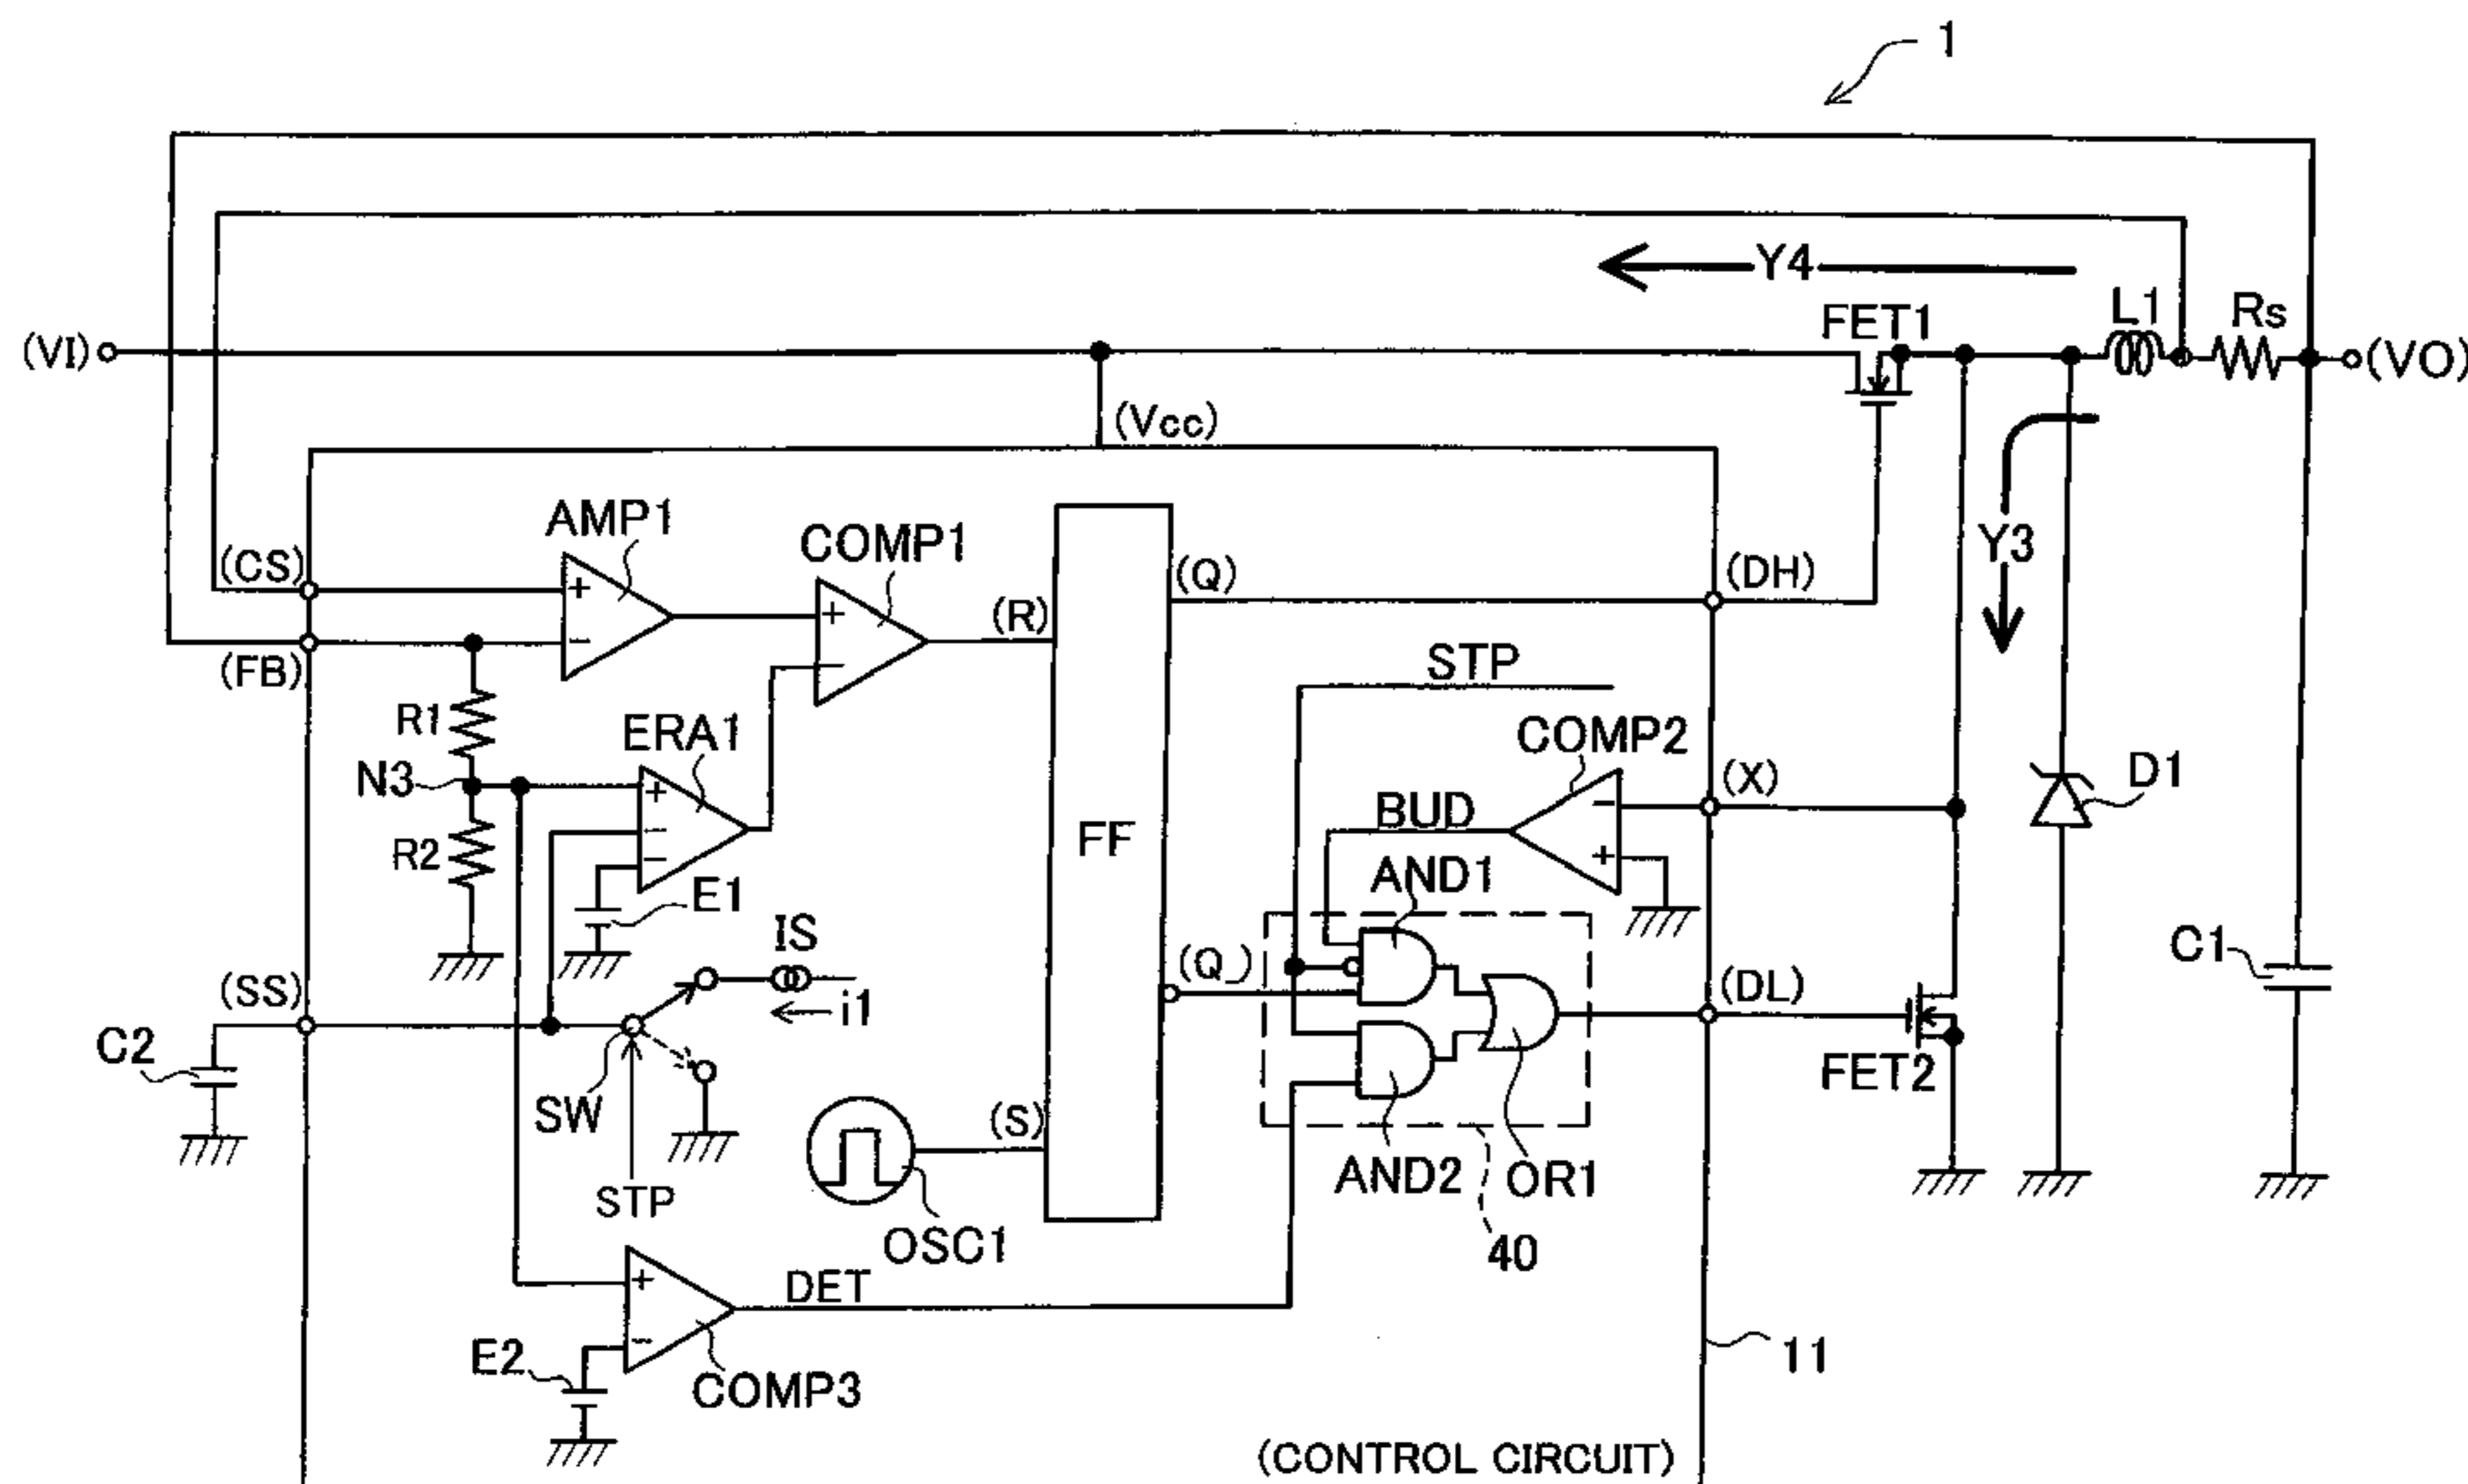 1
Y4
FET1
L1
Rs
(VI)
(VO)
(Vcc)
AMP1
COMP1
(CS)
(R)
(Q)
(DH)
Y3
(FB)
STP
R1
ERA1
COMP2
N3
(X)
D1
BUD
R2
FF
E1
AND1
IS
(SS)
(Q_)
(DL)
C1
i1
C2
SW
FET2
(S)
STP
AND2
OR1
OSC1
40
DET
E2
COMP3
11
(CONTROL CIRCUIT)
+
−
+
−
+
−
−
−
+
+
−